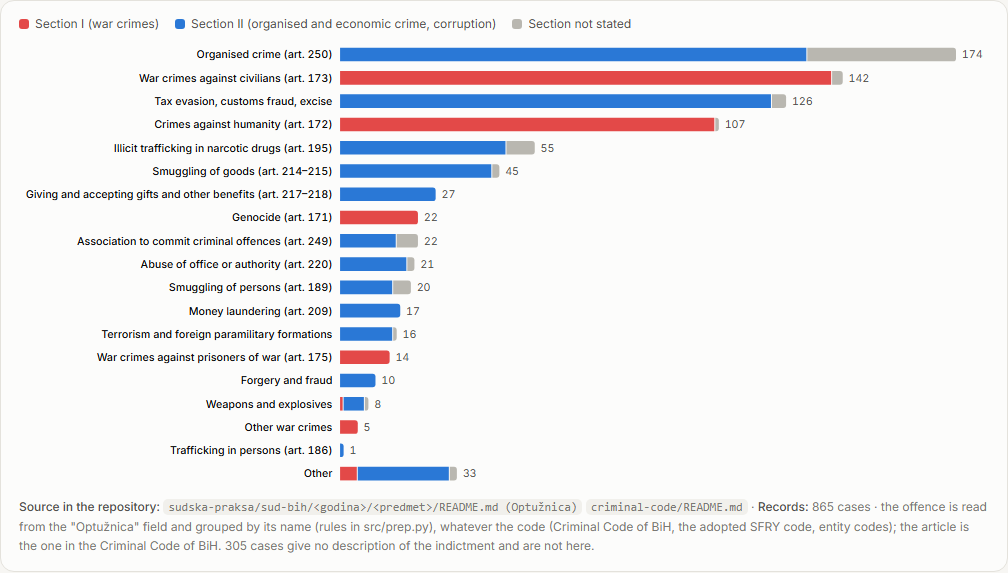 Section I (war crimes) Section II (organised and economic crime, corruption) Section not stated
Organised crime (art. 250) 174
War crimes against civilians (art. 173) 142
Tax evasion, customs fraud, excise 126
Crimes against humanity (art. 172) 107
Illicit trafficking in narcotic drugs (art. 195) 55
Smuggling of goods (art. 214–215) 45
Giving and accepting gifts and other benefits (art. 217–218) 27
Genocide (art. 171) 22
Association to commit criminal offences (art. 249) 22
Abuse of office or authority (art. 220) 21
Smuggling of persons (art. 189) 20
Money laundering (art. 209) 17
Terrorism and foreign paramilitary formations 16
War crimes against prisoners of war (art. 175) 14
Forgery and fraud 10
Weapons and explosives 8
Other war crimes 5
Trafficking in persons (art. 186) 1
Other 33
Source in the repository: sudska-praksa/sud-bih/<godina>/<predmet>/README.md (Optužnica) criminal-code/README.md · Records: 865 cases · the offence is read
from the "Optužnica" field and grouped by its name (rules in src/prep.py), whatever the code (Criminal Code of BiH, the adopted SFRY code, entity codes); the article is
the one in the Criminal Code of BiH. 305 cases give no description of the indictment and are not here.